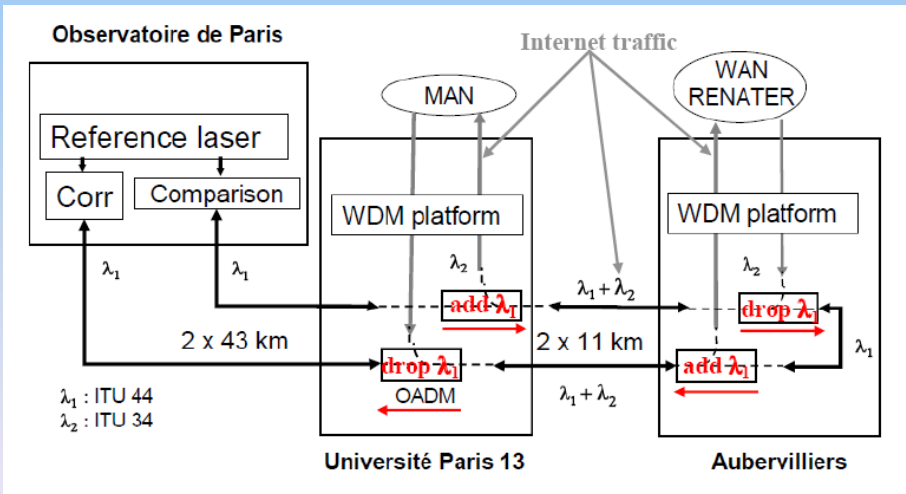 Observatoire de Paris
Reference laser
Corr
Comparison
λ1
λ1
2 x 43 km
λ1 : ITU 44
λ2 : ITU 34
Internet traffic
MAN
WDM platform
λ2
add λ1
drop λ1
OADM
Université Paris 13
λ1 + λ2
2 x 11 km
λ1 + λ2
WAN
RENATER
WDM platform
λ2
drop λ1
add λ1
λ1
Aubervilliers